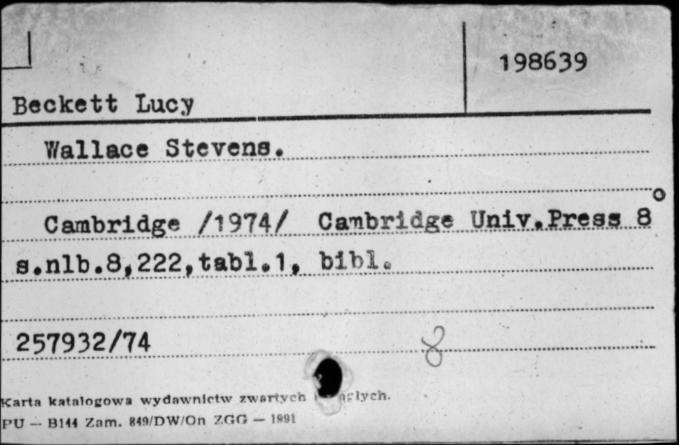 198639
Beckett Lucy
Wallace Stevens.
Cambridge /1974/ Cambridge Univ.Press 8°
s.nlb.8,222,tabl.1, bibl.
257932/74 8
Karta katalogowa wydawnictw zwartych
PU — B144 Zam. 849/DW/On ZGG — 1991